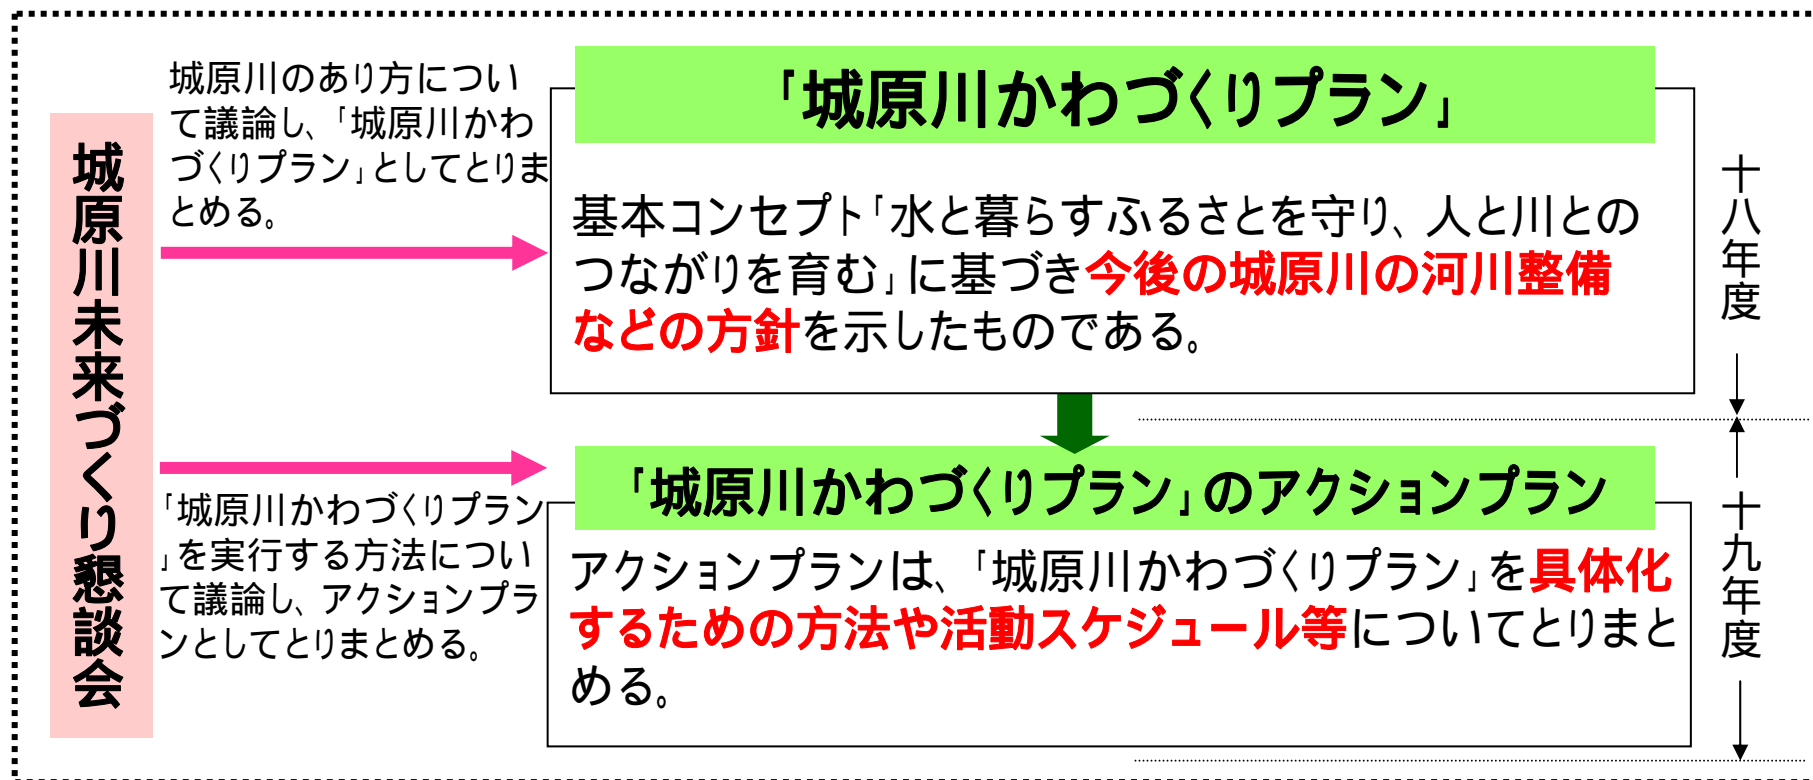 城原川未来づくり懇談会
城原川のあり方につい
て議論し、「城原川かわ
づくりプラン」としてとりま
とめる。
「城原川かわづくりプラン」
基本コンセプト「水と暮らすふるさとを守り、人と川との
つながりを育む」に基づき今後の城原川の河川整備
などの方針を示したものである。
十八年度
「城原川かわづくりプラン
」を実行する方法につい
て議論し、アクションプラ
ンとしてとりまとめる。
「城原川かわづくりプラン」のアクションプラン
アクションプランは、「城原川かわづくりプラン」を具体化
するための方法や活動スケジュール等についてとりまと
める。
十九年度